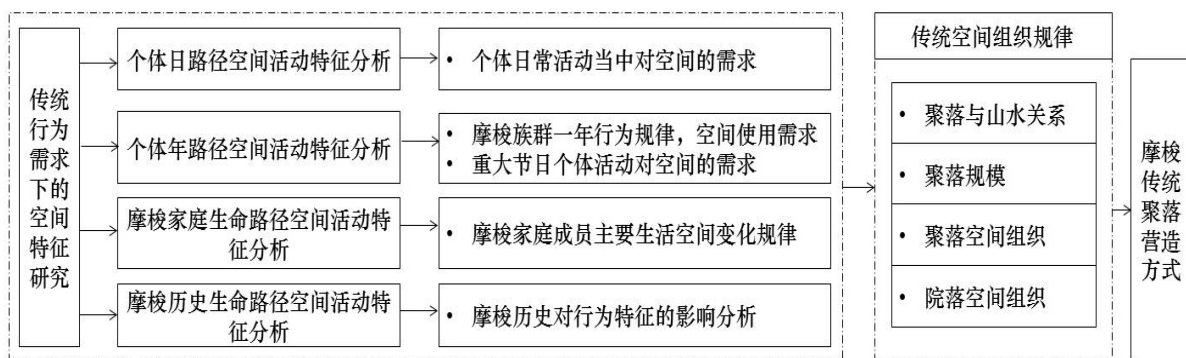 传统
行为
需求
下的
空间
特征
研究
个体日路径空间活动特征分析
• 个体日常活动当中对空间的需求
个体年路径空间活动特征分析
• 摩梭族群一年行为规律，空间使用需求
• 重大节日个体活动对空间的需求
摩梭家庭生命路径空间活动特
征分析
• 摩梭家庭成员主要生活空间变化规律
摩梭历史生命路径空间活动特
征分析
• 摩梭历史对行为特征的影响分析
传统空间组织规律
• 聚落与山水关系
• 聚落规模
• 聚落空间组织
• 院落空间组织
摩梭
传统
聚落
营造
方式